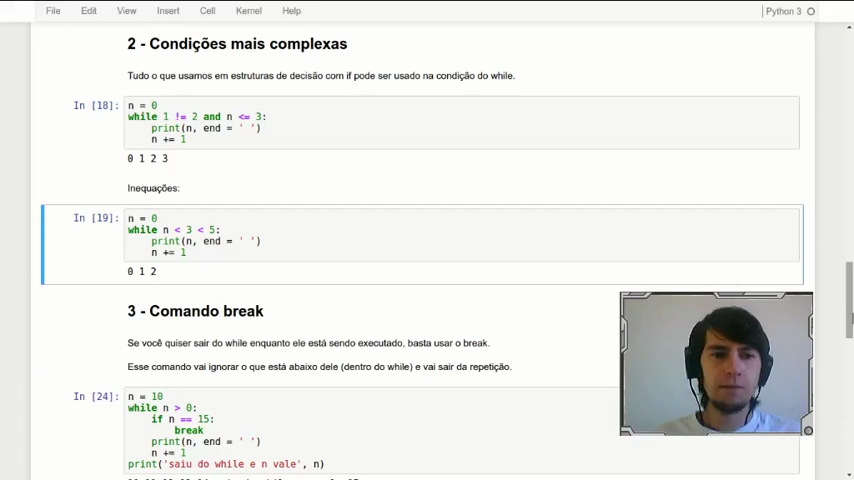 File Edit View Insert Cell Kernel Help Python 3
2 - Condições mais complexas
Tudo o que usamos em estruturas de decisão com if pode ser usado na condição do while.
In [18]: n = 0
while 1 != 2 and n <= 3:
print(n, end = ' ')
n += 1
0 1 2 3
Inequações:
In [19]: n = 0
while n < 3 < 5:
print(n, end = ' ')
n += 1
0 1 2
3 - Comando break
Se você quiser sair do while enquanto ele está sendo executado, basta usar o break.
Esse comando vai ignorar o que está abaixo dele (dentro do while) e vai sair da repetição.
In [24]: n = 10
while n > 0:
if n == 15:
break
print(n, end = ' ')
n += 1
print('saiu do while e n vale', n)